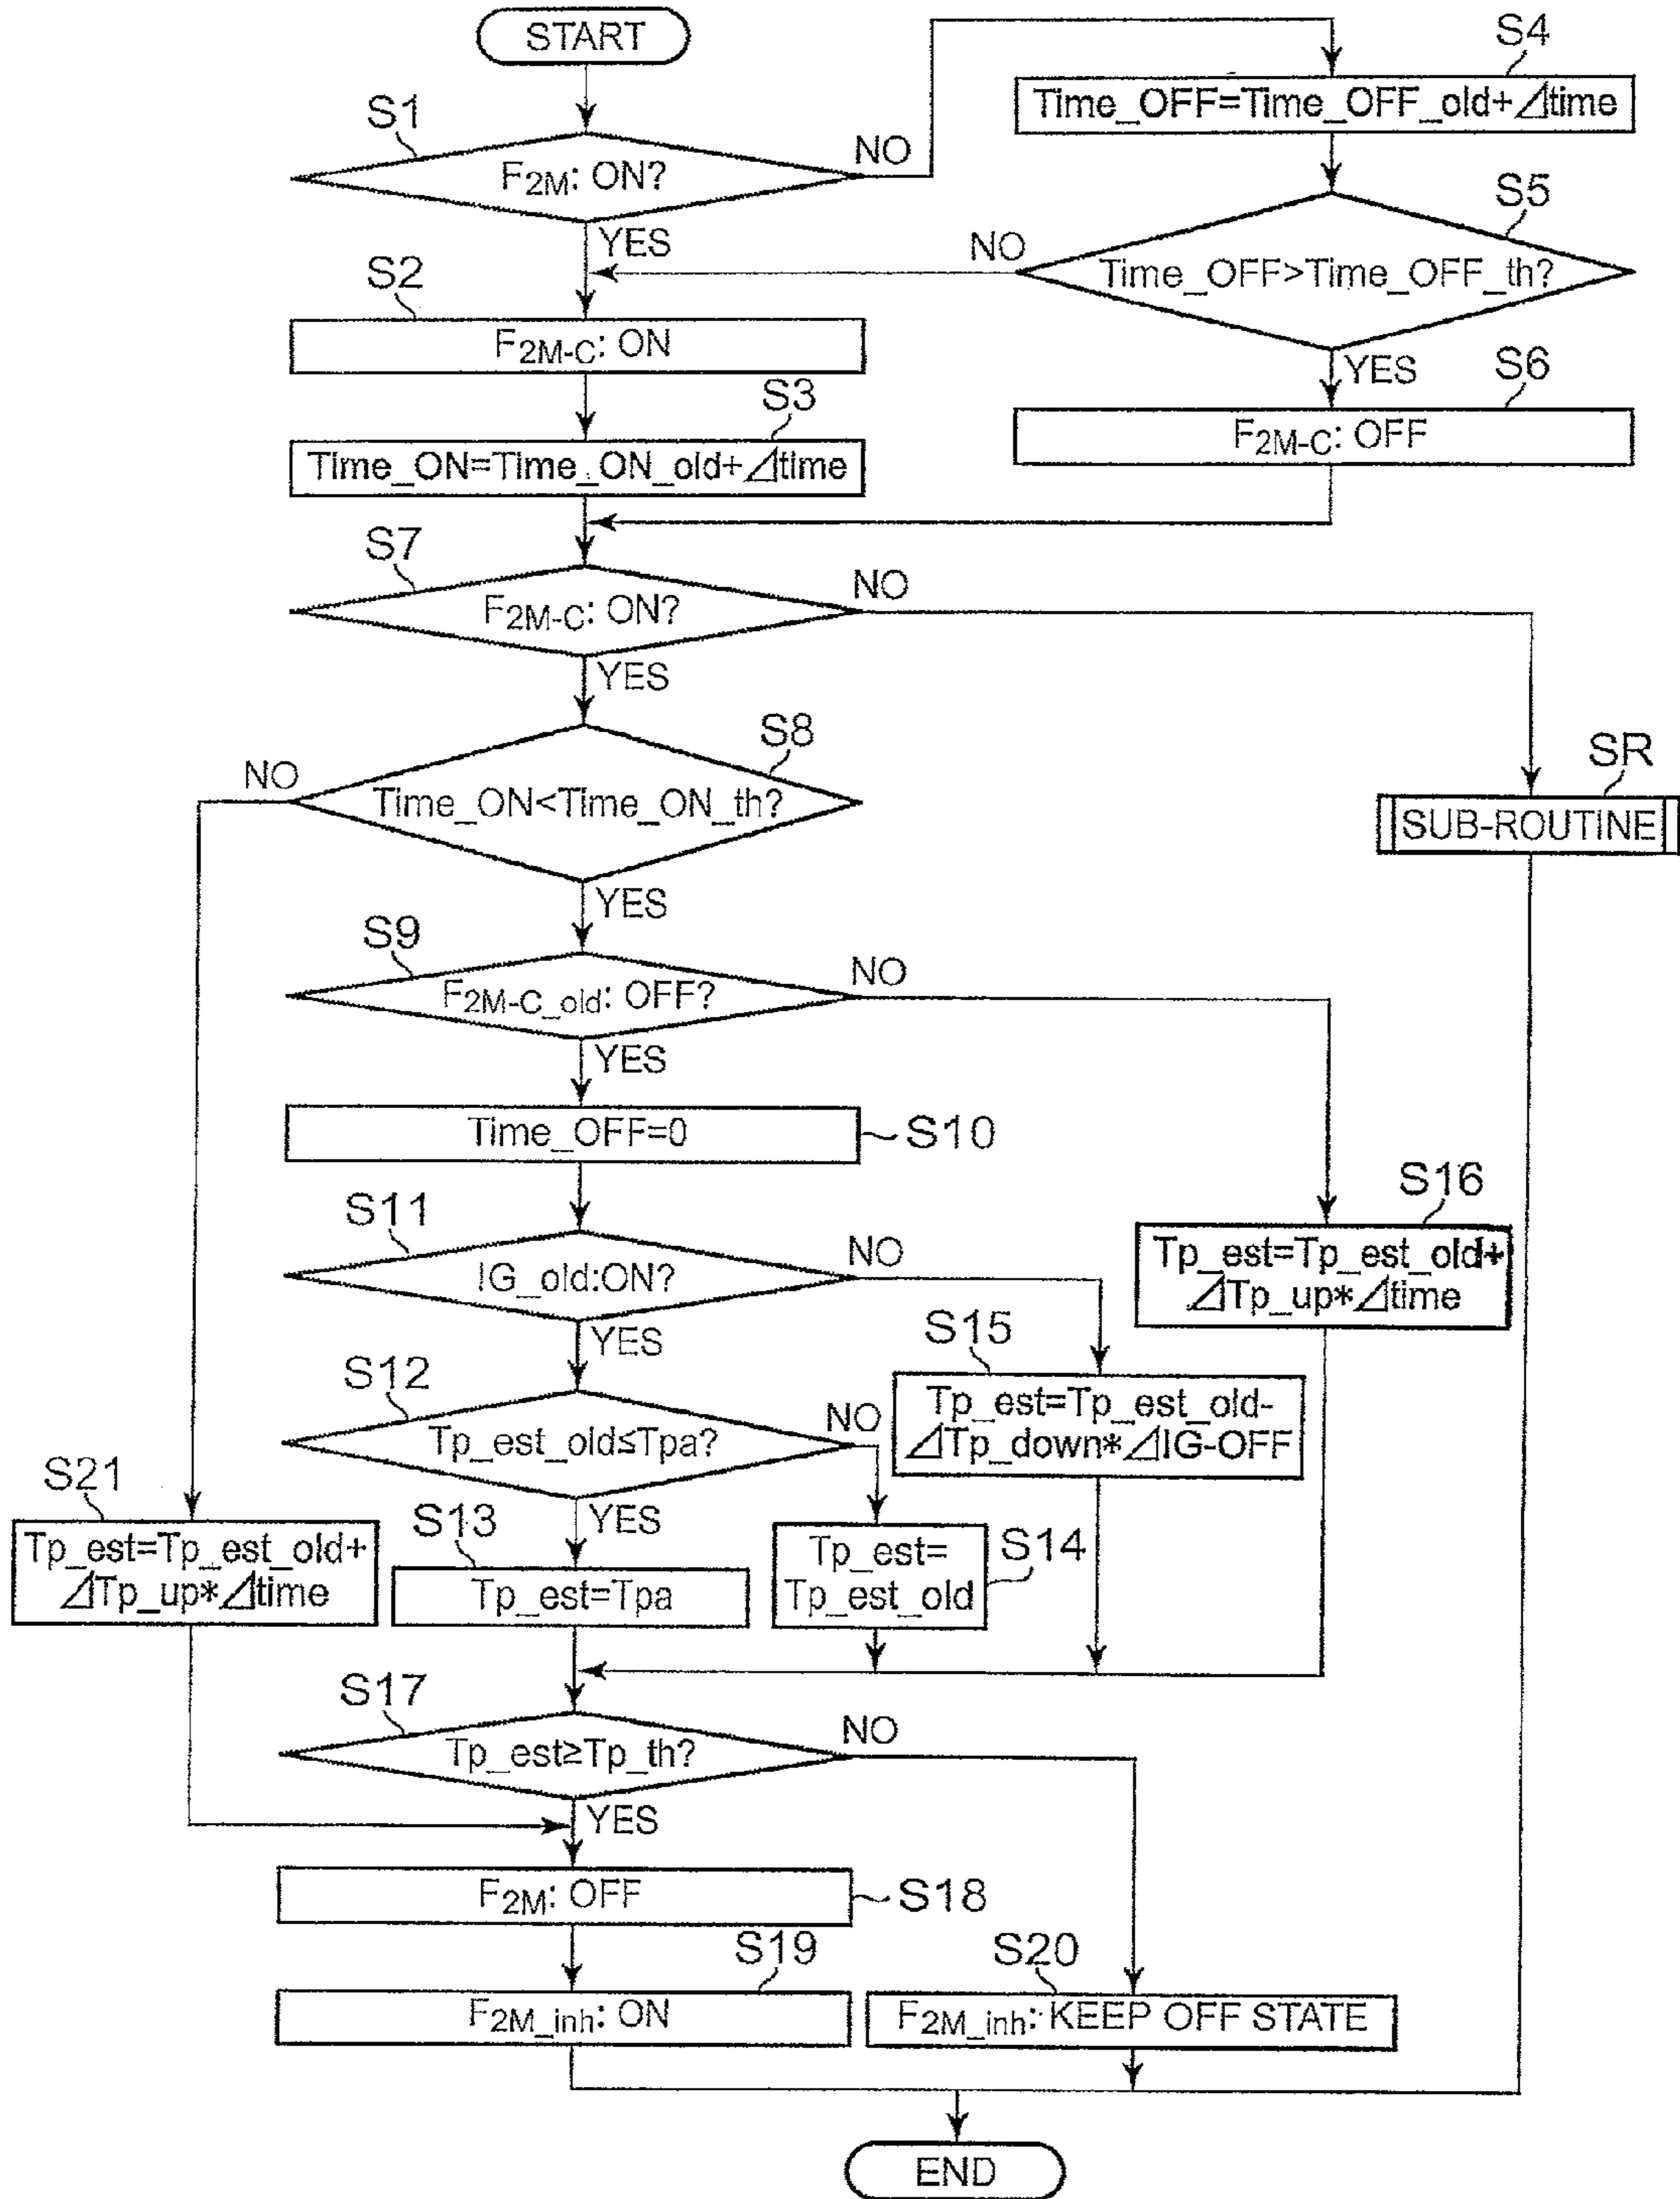 START
S4
Time_OFF=Time_OFF_old+⊿time
S1
F2M: ON?
NO
YES
S5
Time_OFF>Time_OFF_th?
NO
YES
S2
F2M-C: ON
S6
F2M-C: OFF
S3
Time_ON=Time_ON_old+⊿time
S7
F2M-C: ON?
NO
YES
S8
Time_ON<Time_ON_th?
NO
YES
SR
SUB-ROUTINE
S9
F2M-C_old: OFF?
NO
YES
Time_OFF=0
S10
S11
IG_old:ON?
NO
YES
S16
Tp_est=Tp_est_old+
⊿Tp_up*⊿time
S15
Tp_est=Tp_est_old-
⊿Tp_down*⊿IG-OFF
S12
Tp_est_old≤Tpa?
NO
YES
S21
Tp_est=Tp_est_old+
⊿Tp_up*⊿time
S13
Tp_est=Tpa
S14
Tp_est=
Tp_est_old
S17
Tp_est≥Tp_th?
NO
YES
F2M: OFF
S18
S19
F2M_inh: ON
S20
F2M_inh: KEEP OFF STATE
END